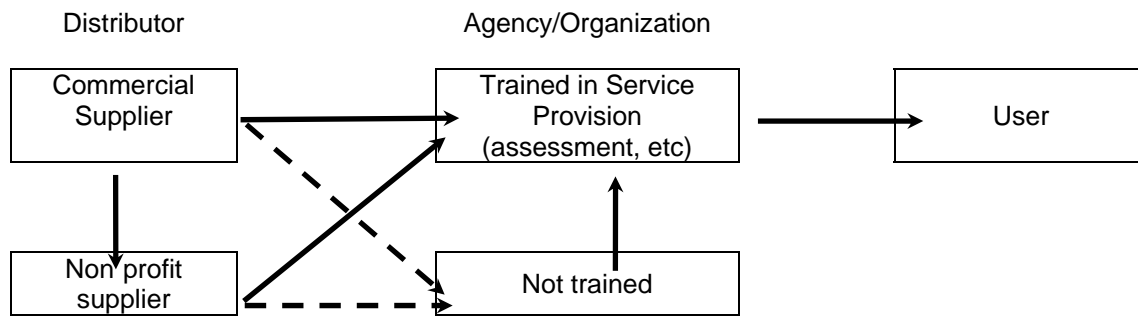 Distributor
Agency/Organization
Commercial
Supplier
Trained in Service
Provision
(assessment, etc)
User
Non profit
supplier
Not trained